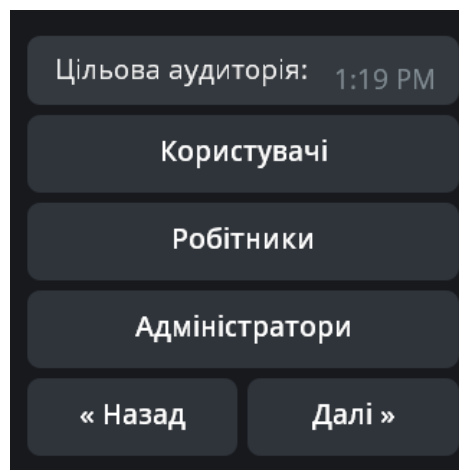 Цільова аудиторія: 1:19 PM
Користувачі
Робітники
Адміністратори
« Назад Далі »